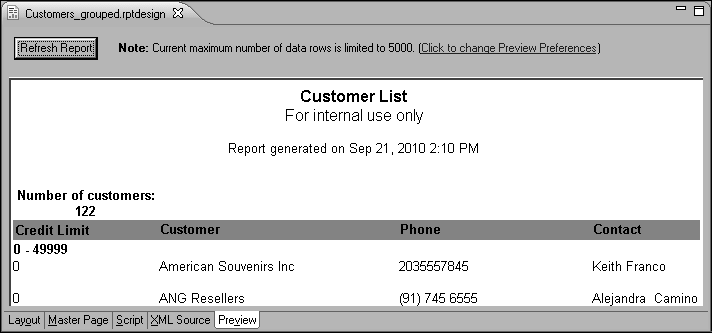 Customers_grouped.rptdesign
Refresh Report Note: Current maximum number of data rows is limited to 5000. (Click to change Preview Preferences)
Customer List
For internal use only
Report generated on Sep 21, 2010 2:10 PM
Number of customers:
122
Credit Limit Customer Phone Contact
0 - 49999
0 American Souvenirs Inc 2035557845 Keith Franco
0 ANG Resellers (91) 745 6555 Alejandra Camino
Layout Master Page Script XML Source Preview